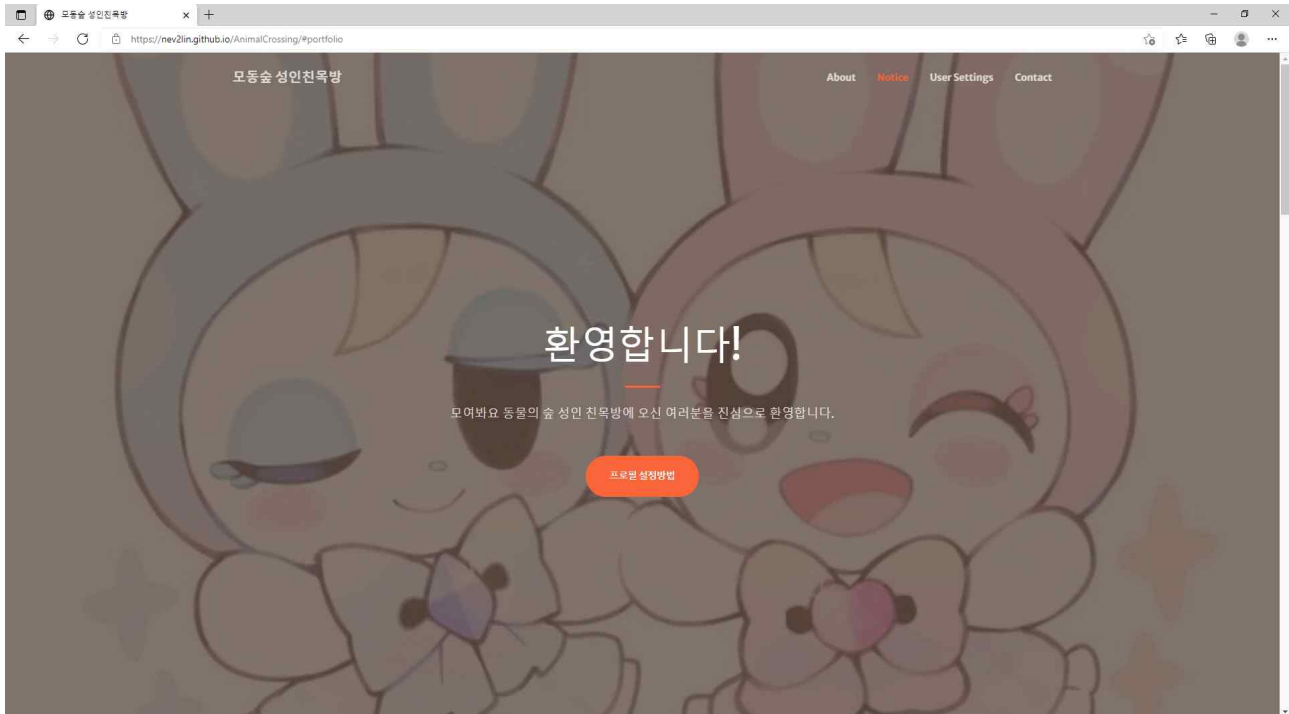 모동숲 성인친목방
https://nev2lin.github.io/AnimalCrossing/#portfolio
모동숲 성인친목방
About Notice User Settings Contact
환영합니다!
모여봐요 동물의 숲 성인 친목방에 오신 여러분을 진심으로 환영합니다.
프로필 설정방법